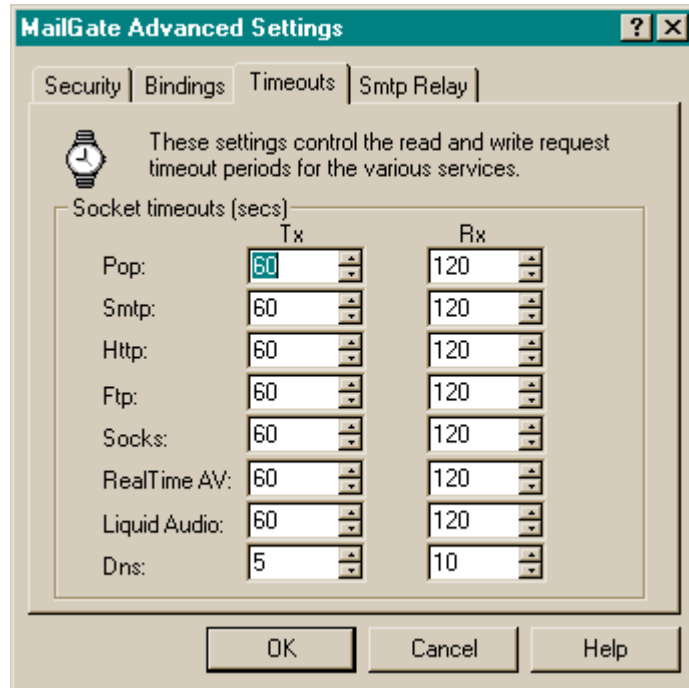 MailGate Advanced Settings
Security Bindings Timeouts Smtp Relay
These settings control the read and write request
timeout periods for the various services.
Socket timeouts (secs)
Tx Rx
Pop: 60 120
Smtp: 60 120
Http: 60 120
Ftp: 60 120
Socks: 60 120
RealTime AV: 60 120
Liquid Audio: 60 120
Dns: 5 10
OK Cancel Help